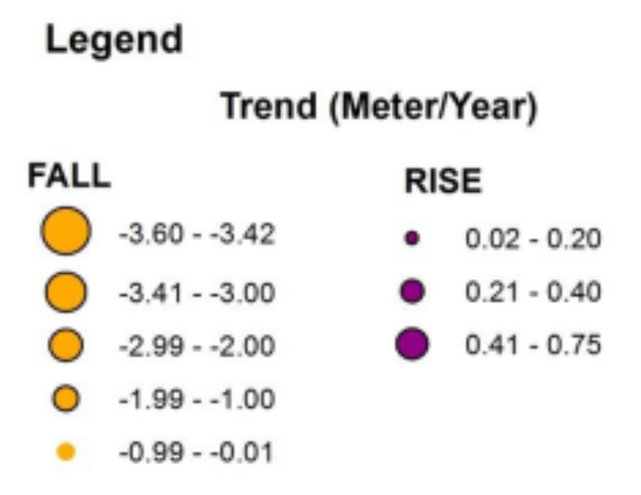 Legend
Trend (Meter/Year)
FALL
-3.60 - -3.42
-3.41 - -3.00
-2.99 - -2.00
-1.99 - -1.00
-0.99 - -0.01
RISE
0.02 - 0.20
0.21 - 0.40
0.41 - 0.75